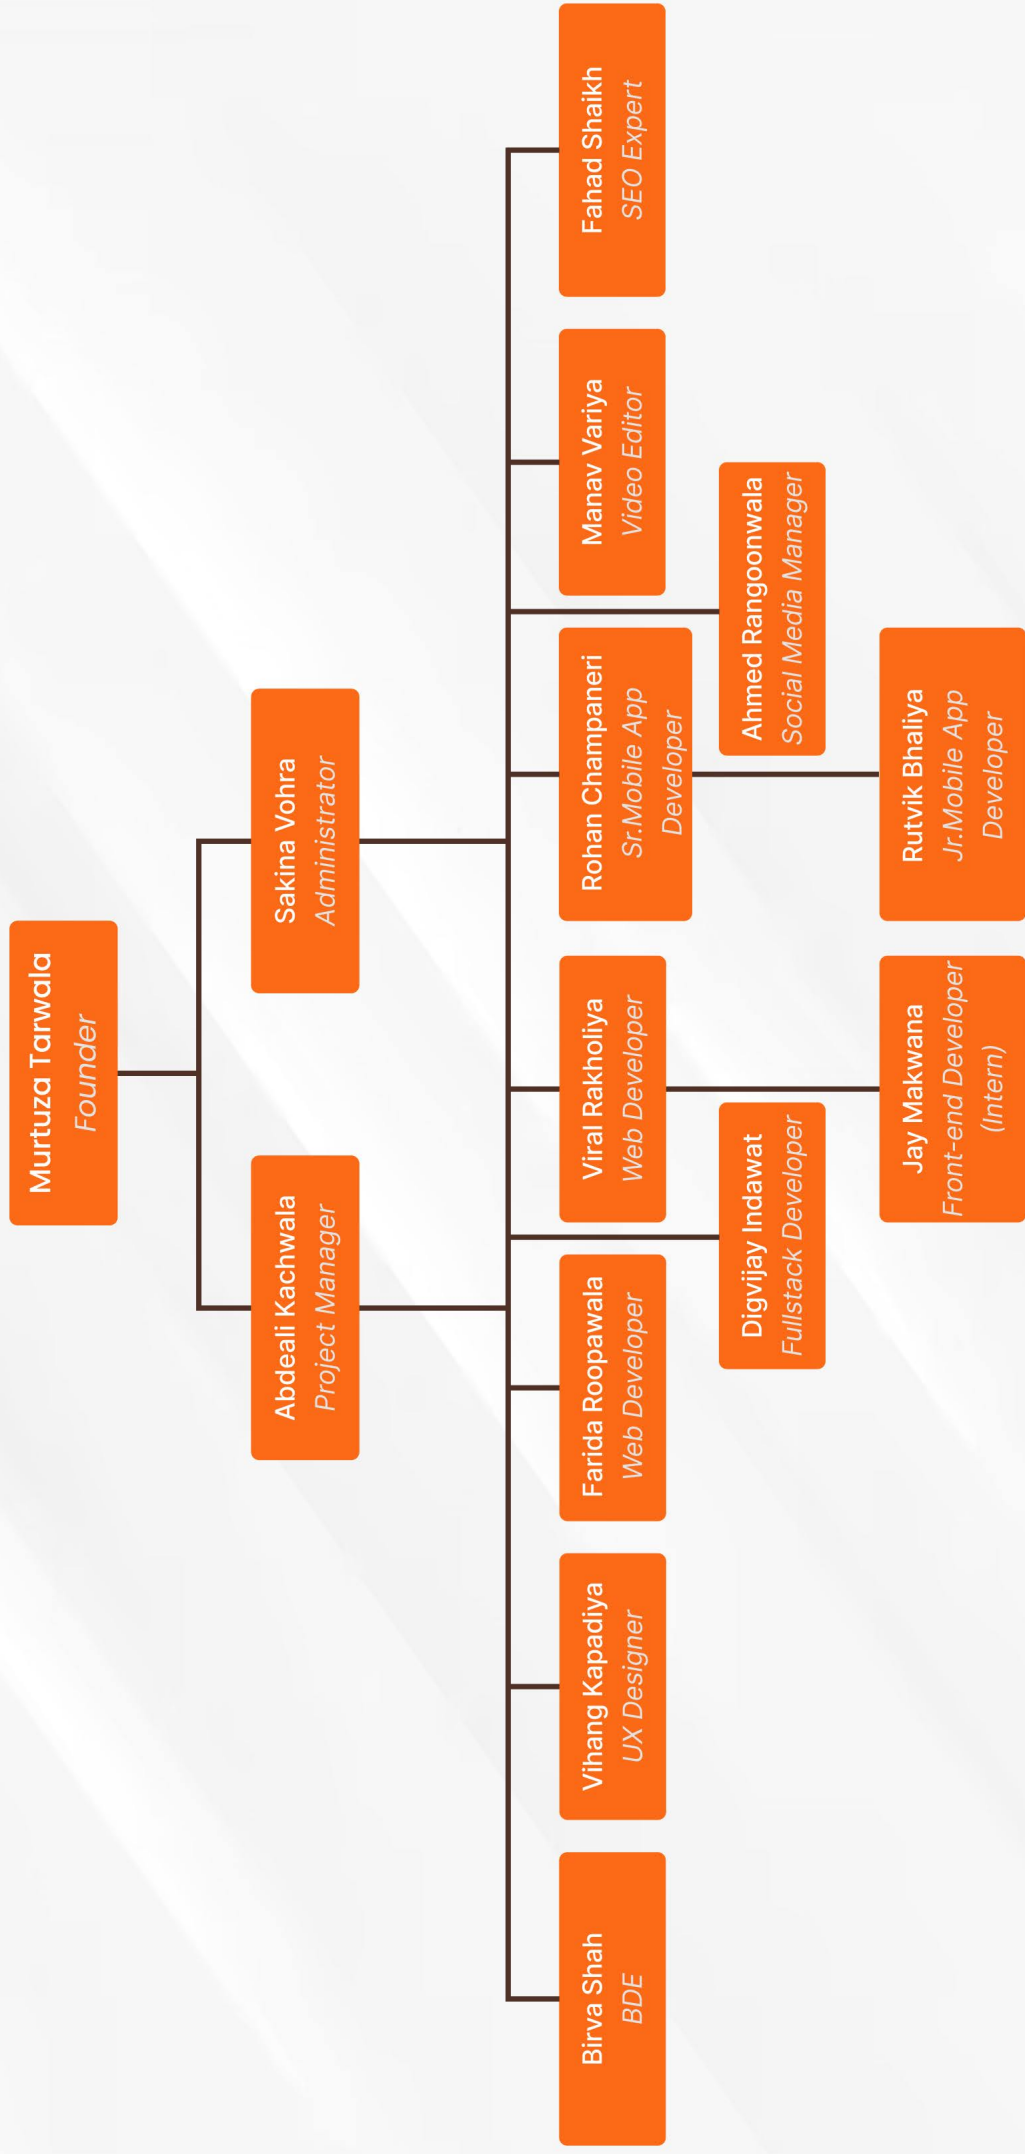 Murtuza Tarwala
Founder
Abdeali Kachwala
Project Manager
Sakina Vohra
Administrator
Birva Shah
BDE
Vihang Kapadiya
UX Designer
Farida Roopawala
Web Developer
Viral Rakholiya
Web Developer
Rohan Champaneri
Sr.Mobile App
Developer
Manav Variya
Video Editor
Fahad Shaikh
SEO Expert
Digvijay Indawat
Fullstack Developer
Ahmed Rangoonwala
Social Media Manager
Jay Makwana
Front-end Developer
(Intern)
Rutvik Bhaliya
Jr.Mobile App
Developer